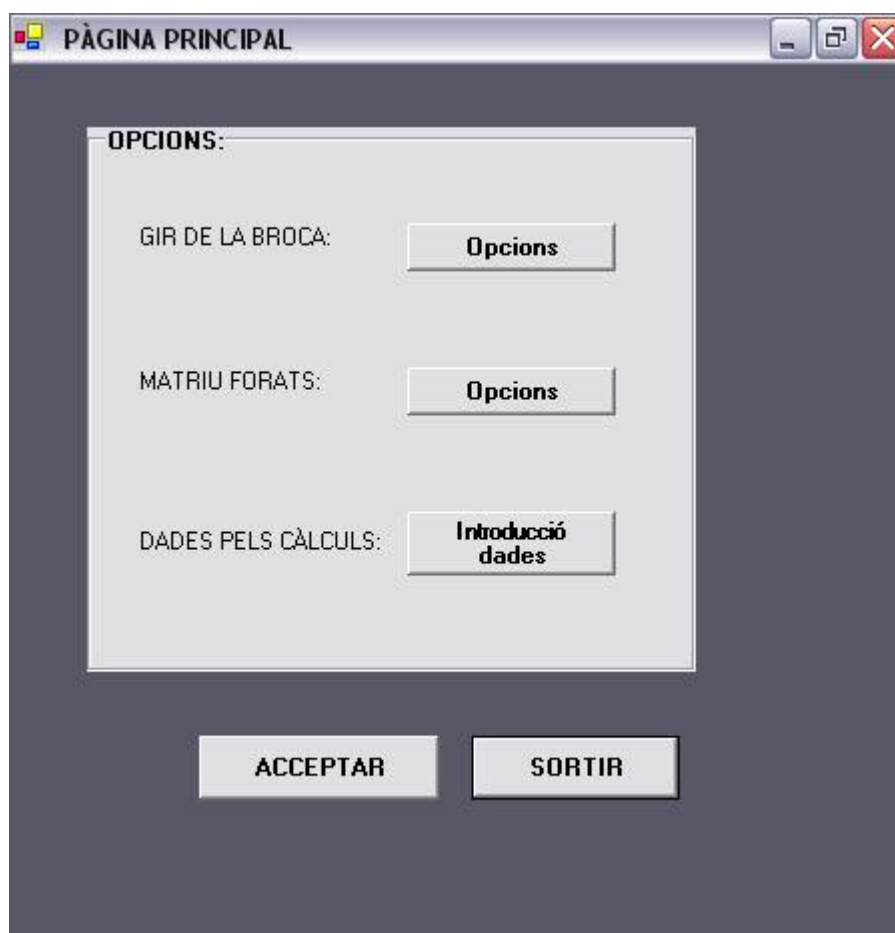 PÀGINA PRINCIPAL
OPCIONS:
GIR DE LA BROCA:
Opcions
MATRIU FORATS:
Opcions
DADES PELS CÀLCULS:
Introducció
dades
ACCEPTAR
SORTIR